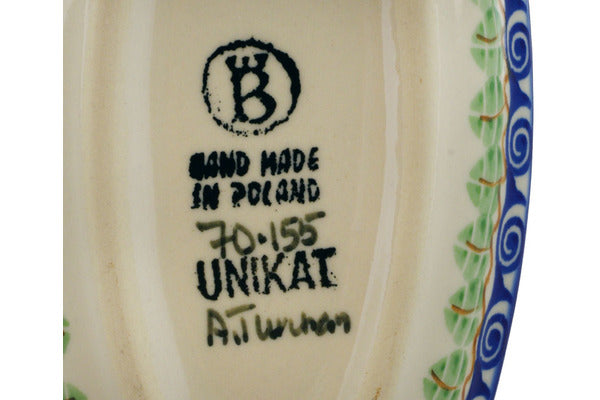 B
HAND MADE
IN POLAND
70.155
UNIKAT